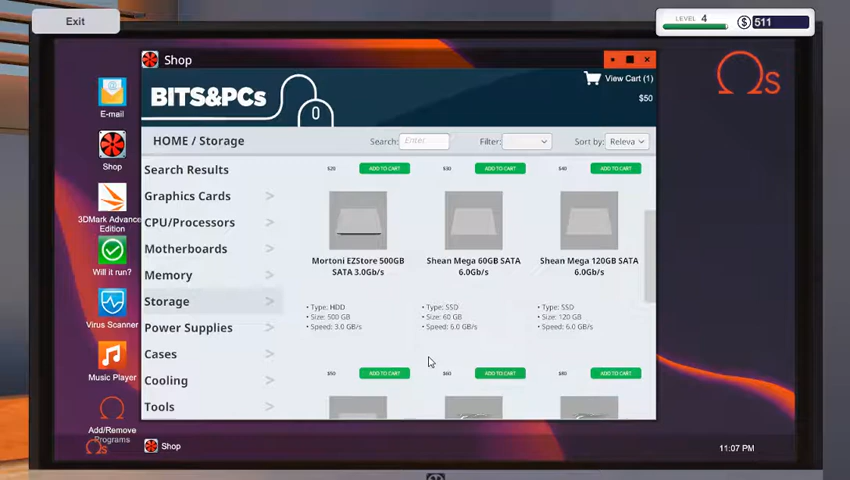 Exit
LEVEL 4
$ 511
Shop
BITS&PCs
View Cart (1)
$50
HOME / Storage
Search: Enter
Filter:
Sort by: Releva
E-mail
Shop
3DMark Advance
Edition
Will it run?
Virus Scanner
Music Player
Add/Remove
Programs
Search Results
Graphics Cards >
CPU/Processors >
Motherboards >
Memory >
Storage >
Power Supplies >
Cases >
Cooling >
Tools >
$20 ADD TO CART
$30 ADD TO CART
$40 ADD TO CART
Mortoni EZStore 500GB
SATA 3.0Gb/s
• Type: HDD
• Size: 500 GB
• Speed: 3.0 GB/s
$50 ADD TO CART
Shean Mega 60GB SATA
6.0Gb/s
• Type: SSD
• Size: 60 GB
• Speed: 6.0 GB/s
$60 ADD TO CART
Shean Mega 120GB SATA
6.0Gb/s
• Type: SSD
• Size: 120 GB
• Speed: 6.0 GB/s
$80 ADD TO CART
Ωs
Ωs
Shop
11:07 PM